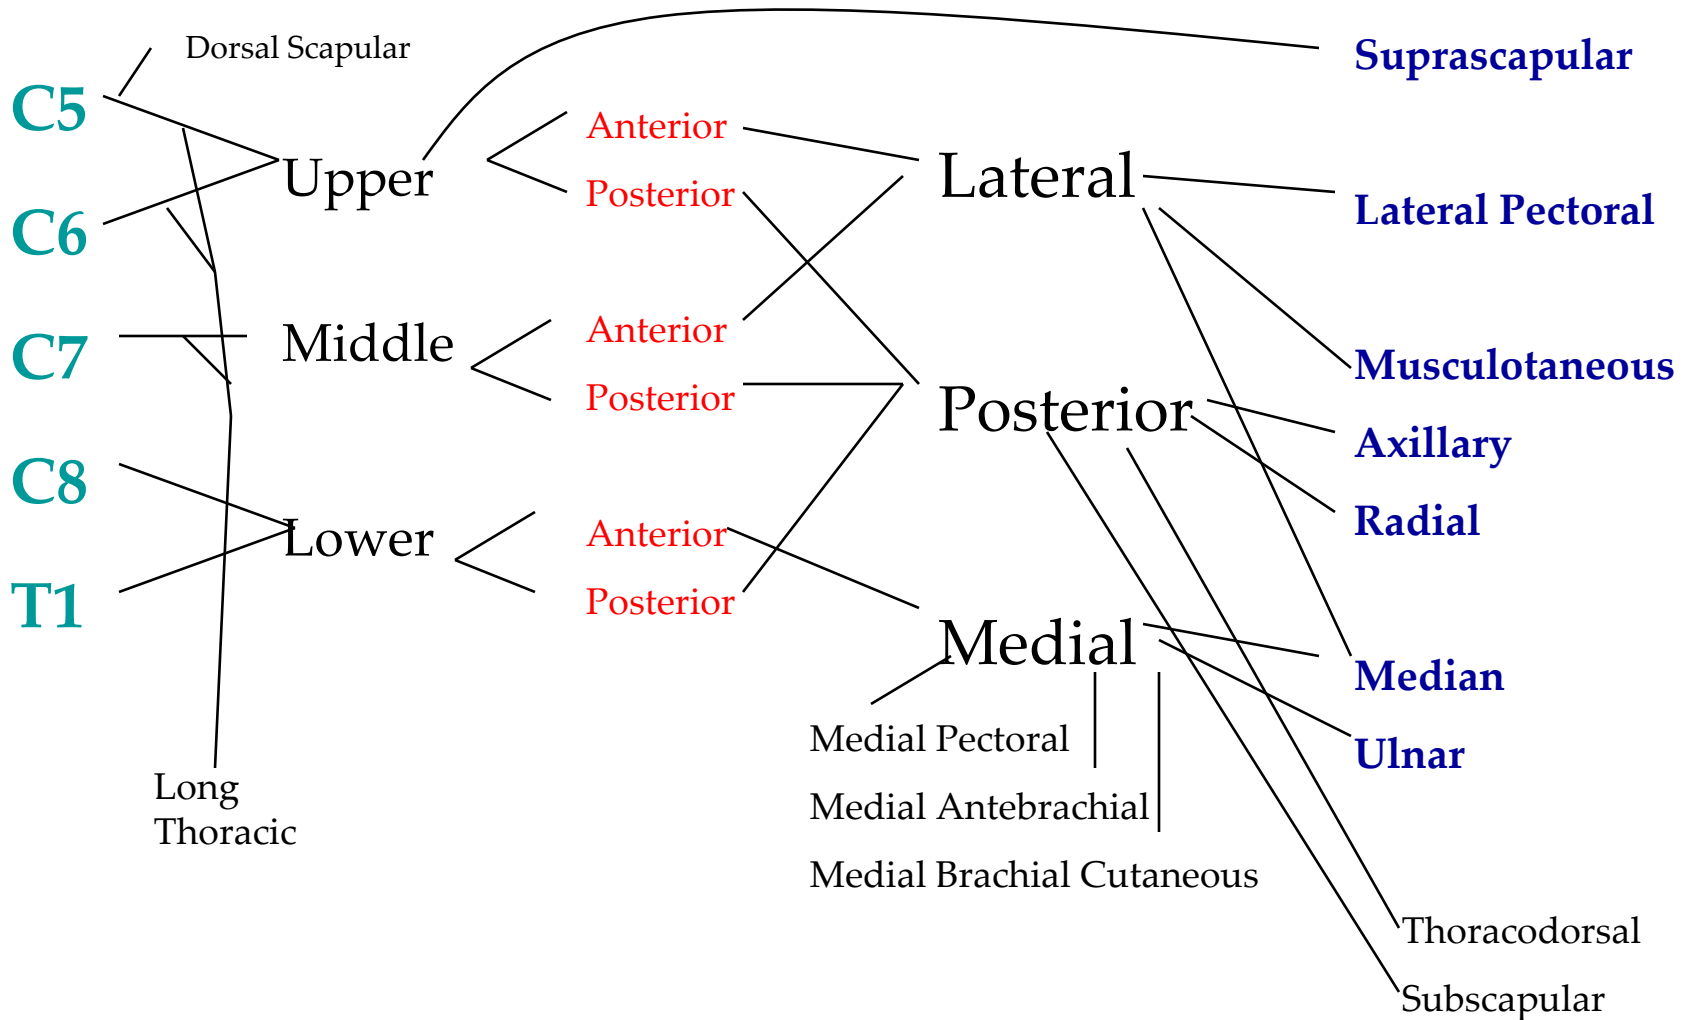 Dorsal Scapular
C5
C6
C7
C8
T1
Long
Thoracic
Upper
Middle
Lower
Anterior
Posterior
Anterior
Posterior
Anterior
Posterior
Lateral
Posterior
Medial
Medial Pectoral
Medial Antebrachial
Medial Brachial Cutaneous
Suprascapular
Lateral Pectoral
Musculotaneous
Axillary
Radial
Median
Ulnar
Thoracodorsal
Subscapular